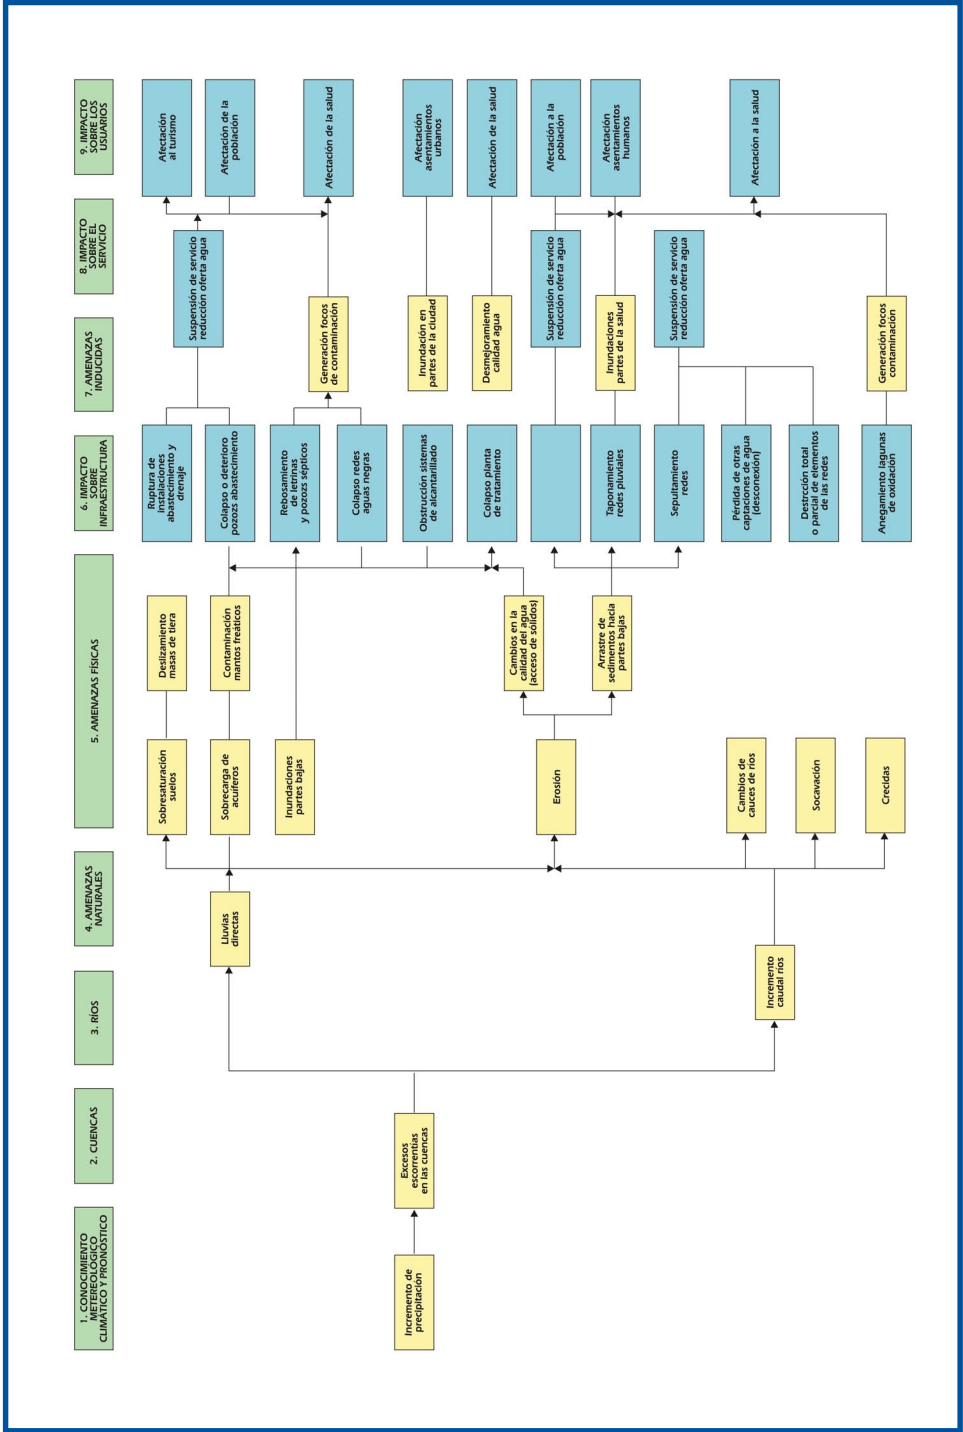 1. CONOCIMIENTO
METEREOLÓGICO
CLIMÁTICO Y PRONÓSTICO
2. CUENCAS
3. RÍOS
4. AMENAZAS
NATURALES
5. AMENAZAS FÍSICAS
6. IMPACTO
SOBRE
INFRAESTRUCTURA
7. AMENAZAS
INDUCIDAS
8. IMPACTO
SOBRE EL
SERVICIO
9. IMPACTO
SOBRE LOS
USUARIOS
Incremento de
precipitación
Excesos
escorrentías
en las cuencas
Lluvias
directas
Incremento
caudal ríos
Sobresaturación
suelos
Sobrecarga de
acuíferos
Inundaciones
partes bajas
Erosión
Cambios de
cauces de ríos
Socavación
Crecidas
Deslizamiento
masas de tiera
Contaminación
mantos freáticos
Cambios en la
calidad del agua
(acceso de sólidos)
Arrastre de
sedimentos hacia
partes bajas
Ruptura de
instalaciones
abastecimiento y
drenaje
Colapso o deterioro
pozozs abastecimiento
Rebosamiento
de letrinas
y pozozs sépticos
Colapso redes
aguas negras
Obstrucción sistemas
de alcantarillado
Colapso planta
de tratamiento
Taponamiento
redes pluviales
Sepultamiento
redes
Pérdida de otras
captaciones de agua
(desconexión)
Destrcción total
o parcial de elementos
de las redes
Anegamiento lagunas
de oxidación
Suspensión de servicio
reducción oferta agua
Generación focos
de contaminación
Inundación en
partes de la ciudad
Desmejoramiento
calidad agua
Suspensión de servicio
reducción oferta agua
Inundaciones
partes de la salud
Suspensión de servicio
reducción oferta agua
Generación focos
contaminación
Afectación
al turismo
Afectación de la
población
Afectación de la salud
Afectación
asentamientos
urbanos
Afectación de la salud
Afectación a la
población
Afectación
asentamientos
humanos
Afectación a la salud